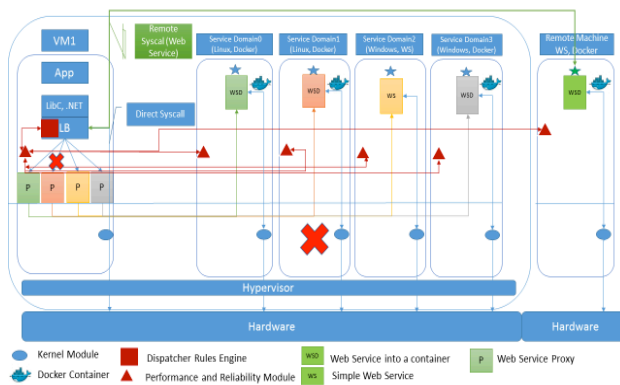 VM1
Remote
Syscal (Web
Service)
Service Domain0
(Linux, Docker)
Service Domain1
(Linux, Docker)
Service Domain2
(Windows, WS)
Service Domain3
(Windows, Docker)
Remote Machine
WS, Docker
App
LibC, .NET
LB
Direct Syscall
WSD
WSD
WS
WSD
WSD
P
P
P
P
Hypervisor
Hardware
Hardware
Kernel Module
Dispatcher Rules Engine
WSD
Web Service into a container
P
Web Service Proxy
Docker Container
Performance and Reliability Module
WS
Simple Web Service